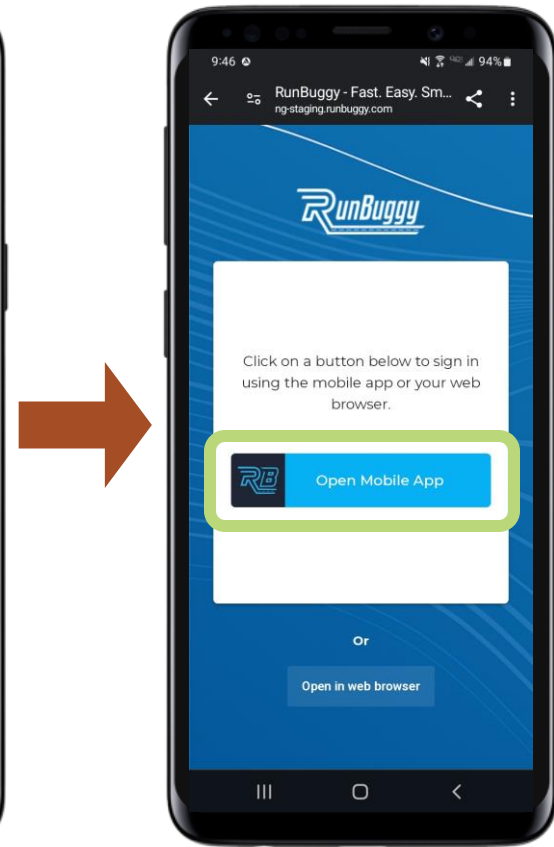 9:46 94%
RunBuggy - Fast. Easy. Sm...
ng-staging.runbuggy.com
RunBuggy
Click on a button below to sign in
using the mobile app or your web
browser.
RB Open Mobile App
Or
Open in web browser